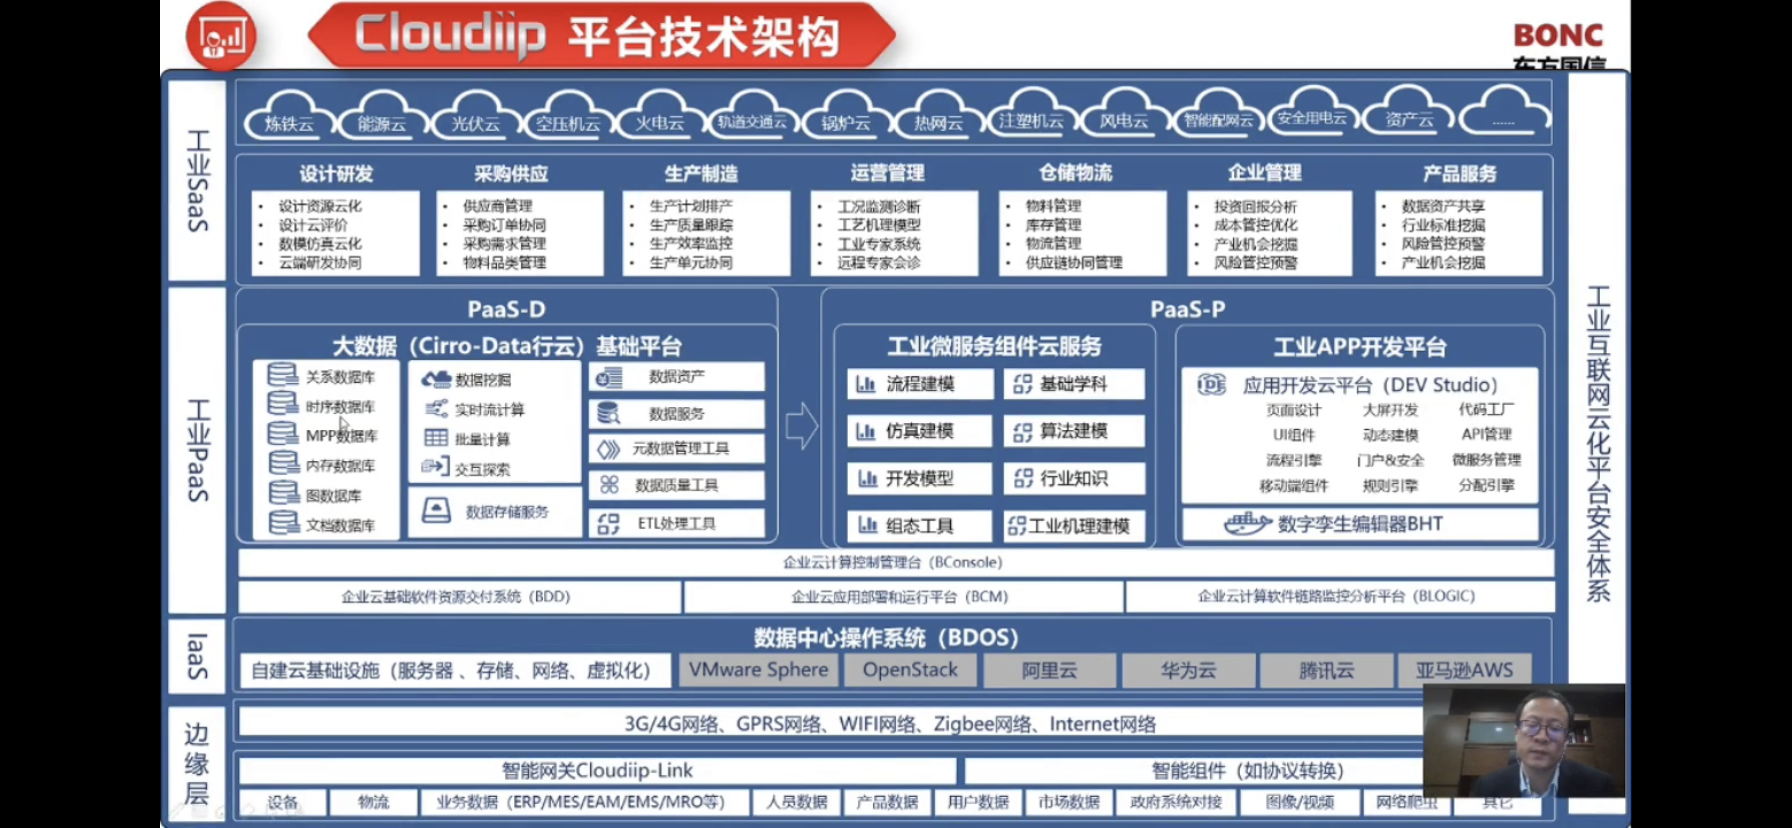 Cloudiip 平台技术架构
BONC
东方国信
工业SaaS
炼铁云
能源云
光伏云
空压机云
火电云
轨道交通云
锅炉云
热网云
注塑机云
风电云
智能配网云
安全用电云
资产云
......
设计研发
• 设计资源云化
• 设计云评价
• 数模仿真云化
• 云端研发协同
采购供应
• 供应商管理
• 采购订单协同
• 采购需求管理
• 物料品类管理
生产制造
• 生产计划排产
• 生产质量跟踪
• 生产效率监控
• 生产单元协同
运营管理
• 工况监测诊断
• 工艺机理模型
• 工业专家系统
• 远程专家会诊
仓储物流
• 物料管理
• 库存管理
• 物流管理
• 供应链协同管理
企业管理
• 投资回报分析
• 成本管控优化
• 产业机会挖掘
• 风险管控预警
产品服务
• 数据资产共享
• 行业标准挖掘
• 风险管控预警
• 产业机会挖掘
工业PaaS
PaaS-D
大数据（Cirro-Data行云）基础平台
关系数据库
时序数据库
MPP数据库
内存数据库
图数据库
文档数据库
数据挖掘
实时流计算
批量计算
交互探索
数据存储服务
数据资产
数据服务
元数据管理工具
数据质量工具
ETL处理工具
PaaS-P
工业微服务组件云服务
流程建模
基础学科
仿真建模
算法建模
开发模型
行业知识
组态工具
工业机理建模
工业APP开发平台
应用开发云平台（DEV Studio）
页面设计 大屏开发 代码工厂
UI组件 动态建模 API管理
流程引擎 门户&安全 微服务管理
移动端组件 规则引擎 分配引擎
数字孪生编辑器BHT
企业云计算控制管理台（BConsole）
企业云基础软件资源交付系统（BDD）
企业云应用部署和运行平台（BCM）
企业云计算软件链路监控分析平台（BLOGIC）
IaaS
数据中心操作系统（BDOS）
自建云基础设施（服务器 、存储、网络、虚拟化）
VMware Sphere
OpenStack
阿里云
华为云
腾讯云
亚马逊AWS
边缘层
3G/4G网络、GPRS网络、WIFI网络、Zigbee网络、Internet网络
智能网关Cloudiip-Link
智能组件（如协议转换）
设备
物流
业务数据（ERP/MES/EAM/EMS/MRO等）
人员数据
产品数据
用户数据
市场数据
政府系统对接
图像/视频
网络爬虫
其它
工业互联网云化平台安全体系